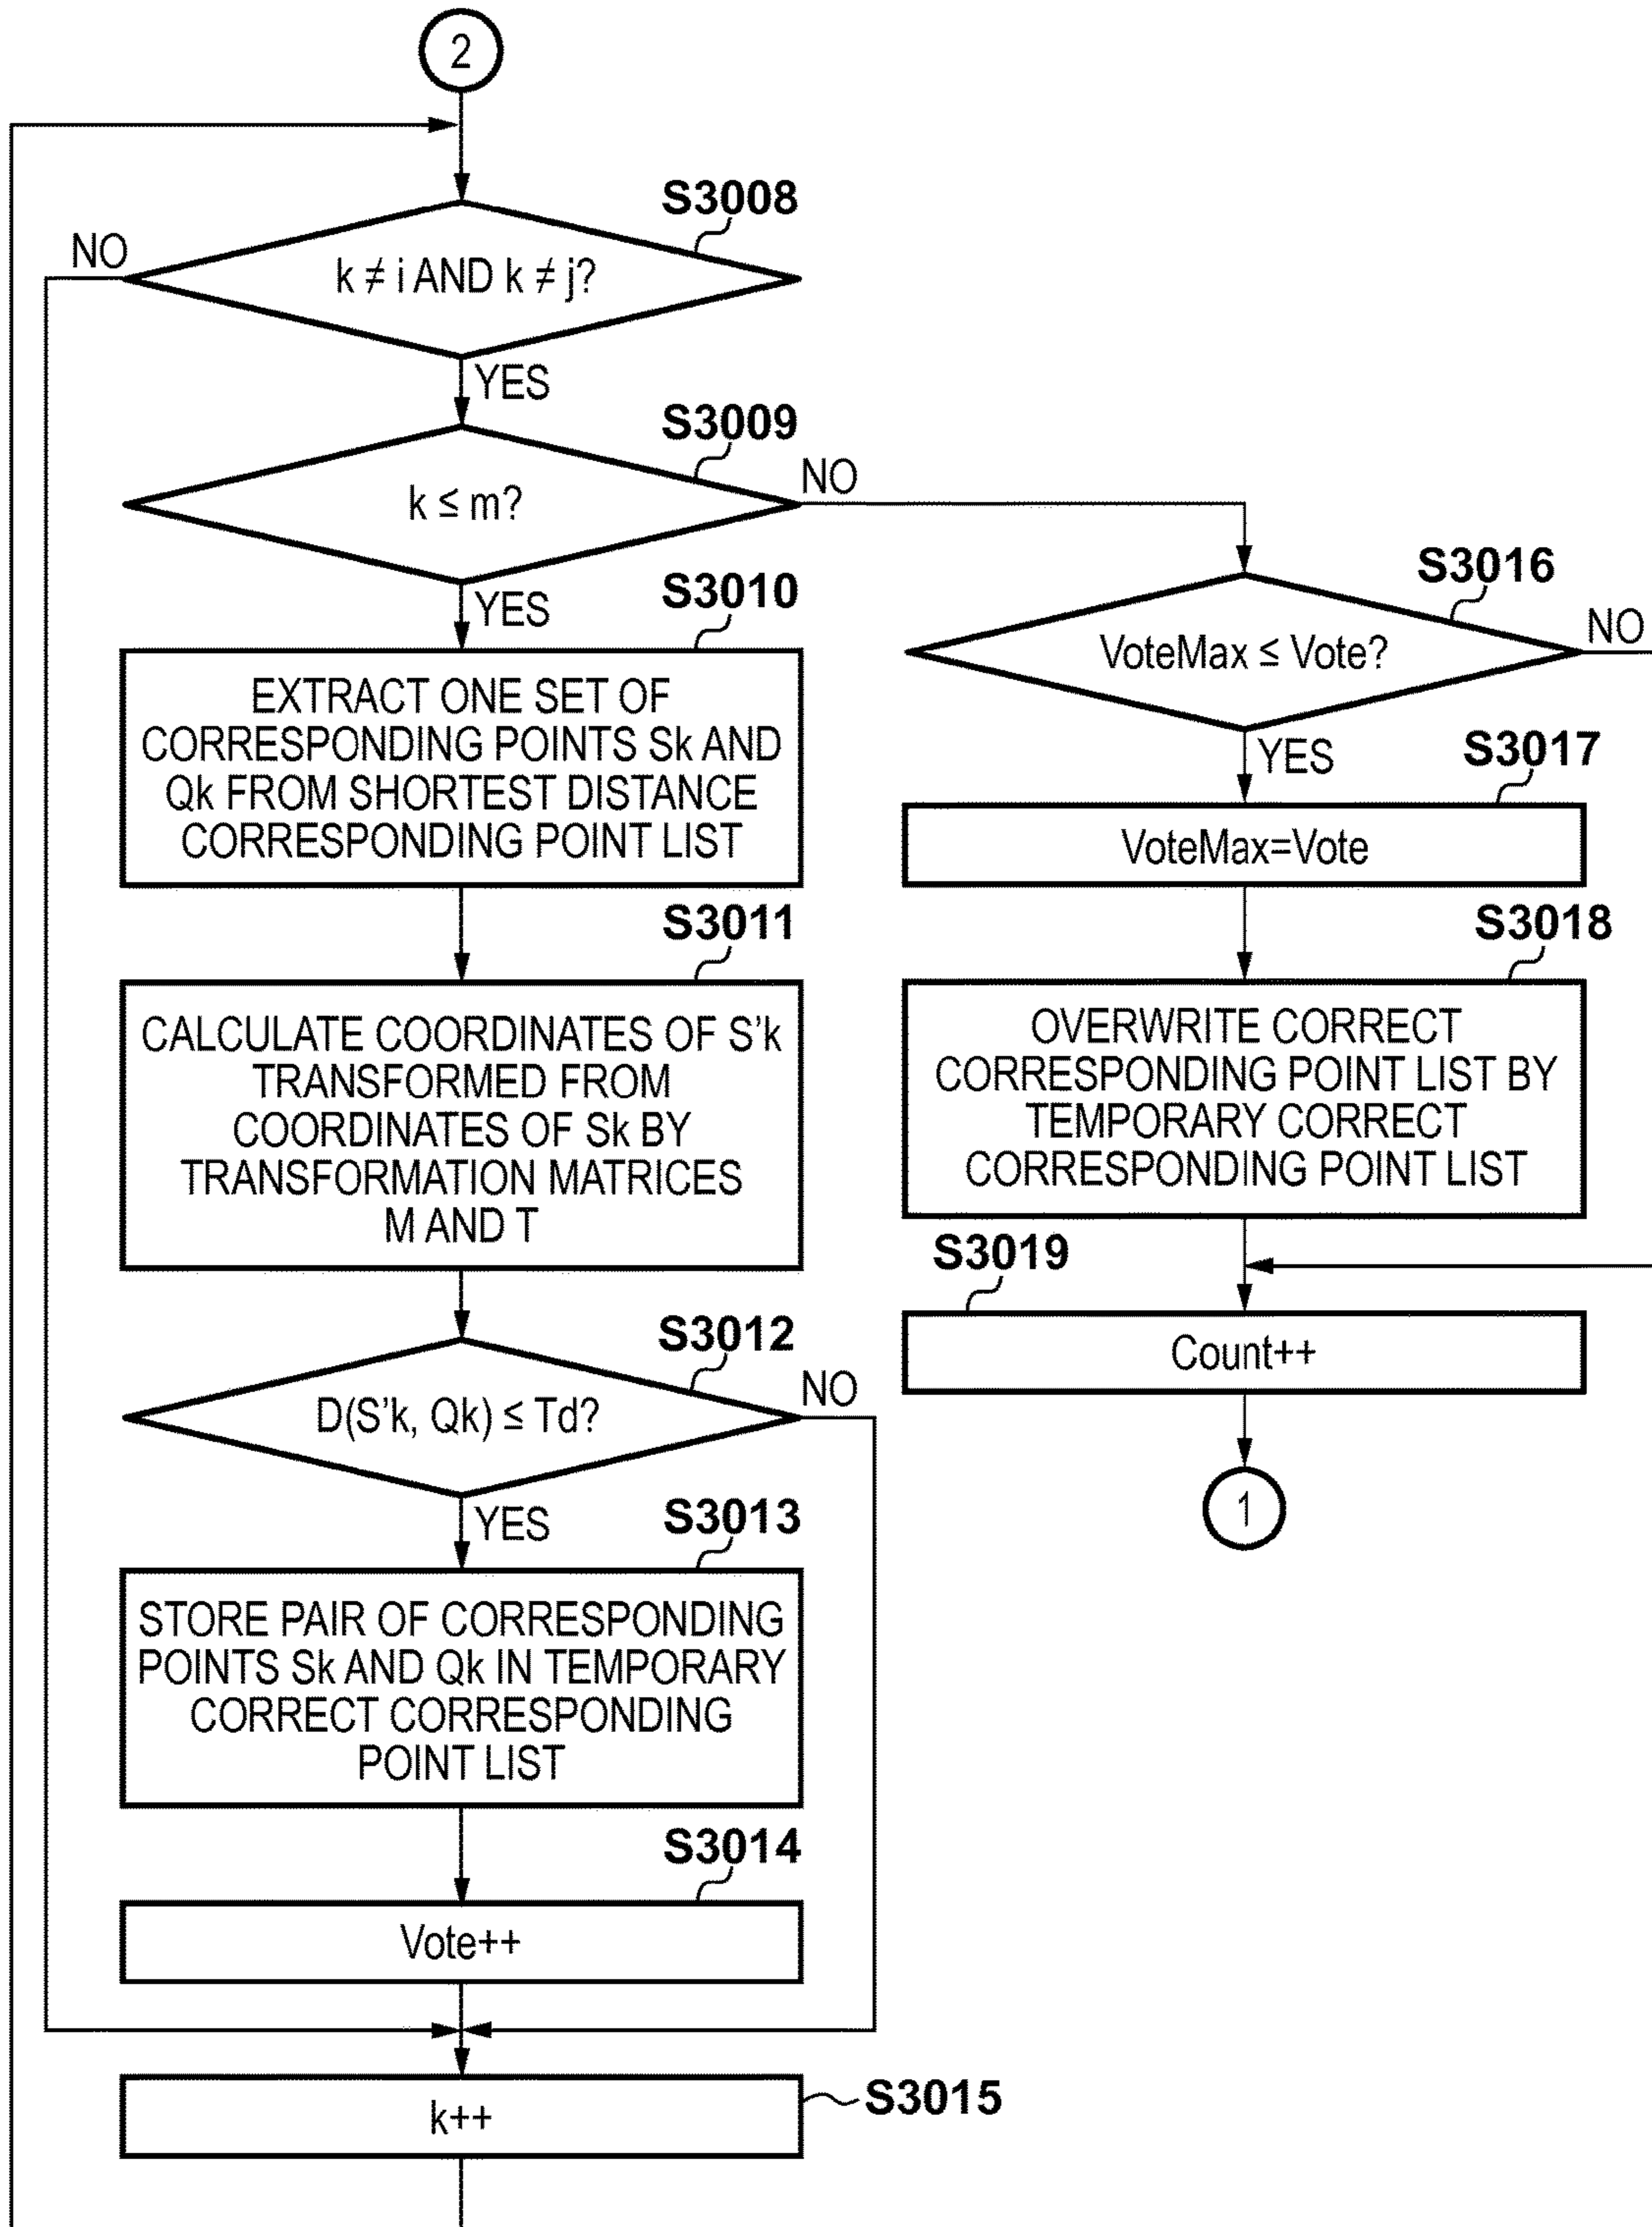 2
S3008
NO
k ≠ i AND k ≠ j?
YES
S3009
NO
k ≤ m?
YES
S3010
EXTRACT ONE SET OF
CORRESPONDING POINTS Sk AND
Qk FROM SHORTEST DISTANCE
CORRESPONDING POINT LIST
S3011
CALCULATE COORDINATES OF S'k
TRANSFORMED FROM
COORDINATES OF Sk BY
TRANSFORMATION MATRICES
M AND T
S3012
NO
D(S'k, Qk) ≤ Td?
YES
S3013
STORE PAIR OF CORRESPONDING
POINTS Sk AND Qk IN TEMPORARY
CORRECT CORRESPONDING
POINT LIST
S3014
Vote++
S3015
k++
S3016
NO
VoteMax ≤ Vote?
YES
S3017
VoteMax=Vote
S3018
OVERWRITE CORRECT
CORRESPONDING POINT LIST BY
TEMPORARY CORRECT
CORRESPONDING POINT LIST
S3019
Count++
1